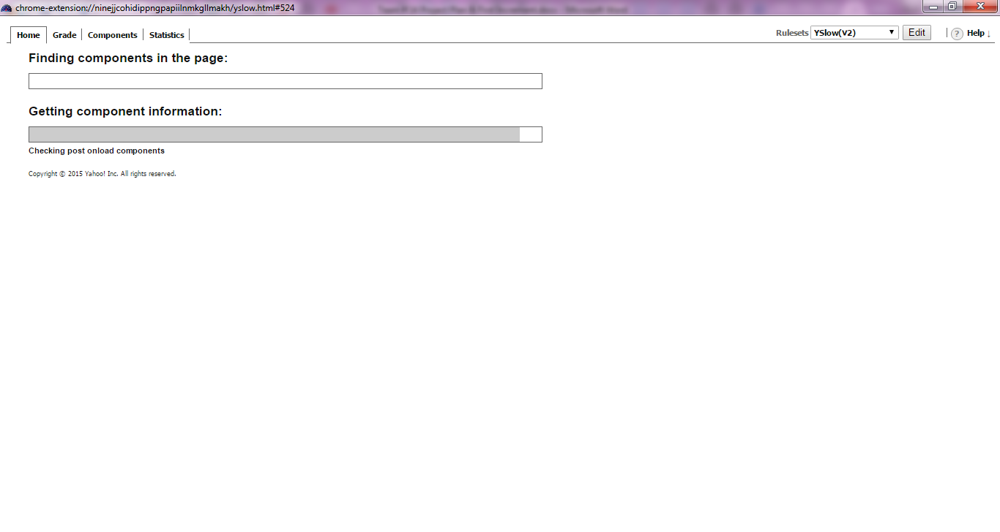 chrome-extension://ninejjcohidippngpapiilnmkgllmakh/yslow.html#524
Home Grade Components Statistics Rulesets YSlow(V2) ▼ Edit ? Help ↓
Finding components in the page:
Getting component information:
Checking post onload components
Copyright © 2015 Yahoo! Inc. All rights reserved.